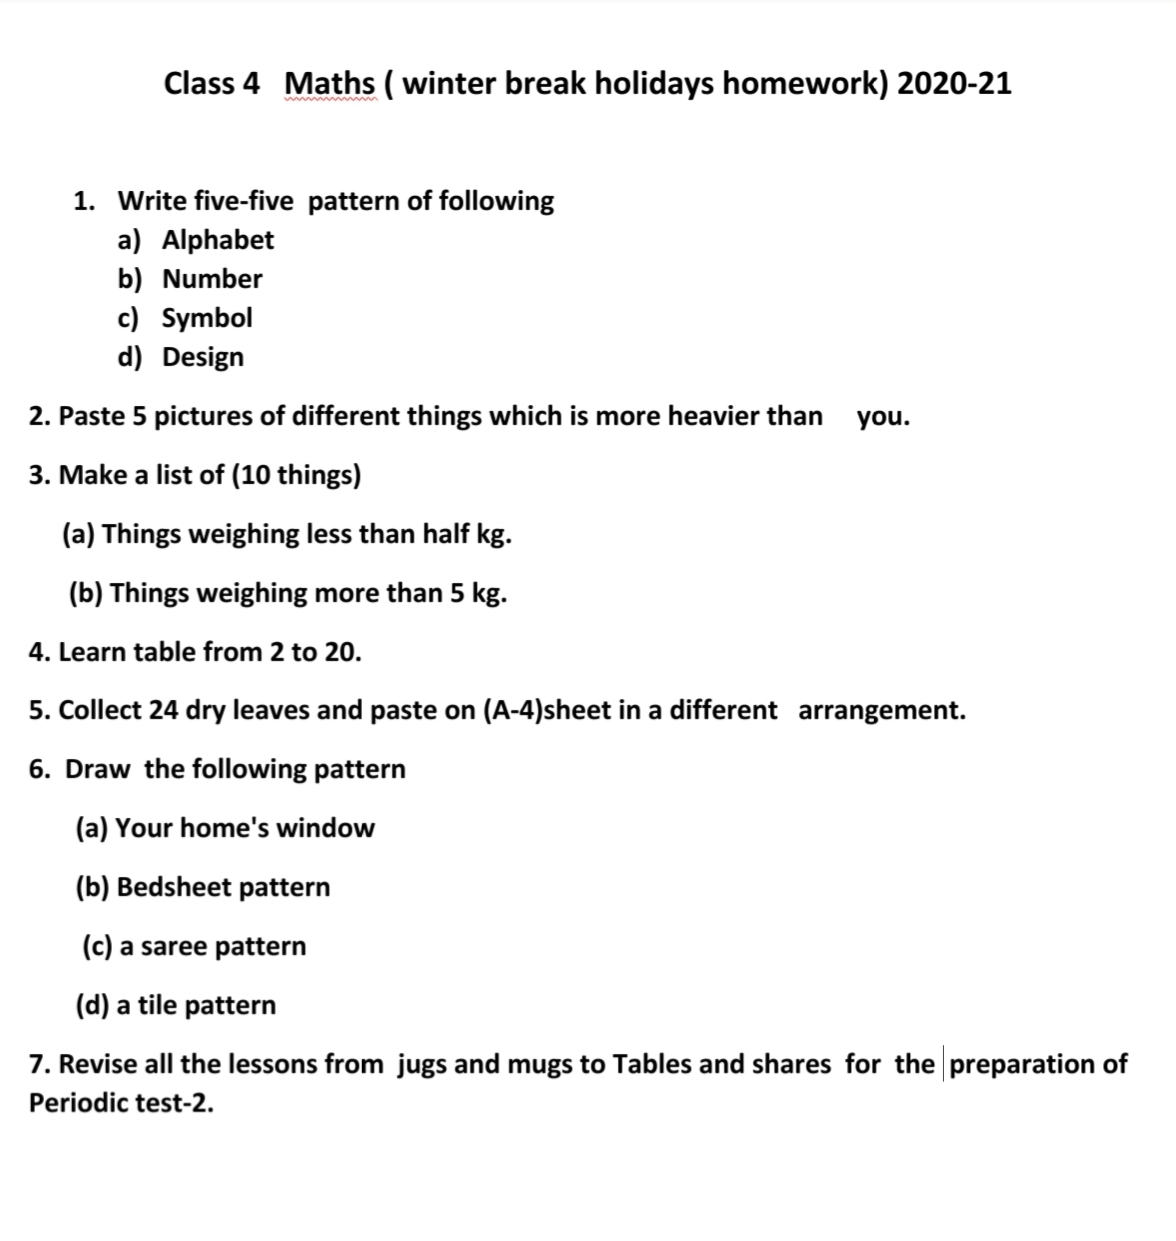 Class 4 Maths ( winter break holidays homework) 2020-21
1. Write five-five pattern of following
a) Alphabet
b) Number
c) Symbol
d) Design
2. Paste 5 pictures of different things which is more heavier than you.
3. Make a list of (10 things)
(a) Things weighing less than half kg.
(b) Things weighing more than 5 kg.
4. Learn table from 2 to 20.
5. Collect 24 dry leaves and paste on (A-4)sheet in a different arrangement.
6. Draw the following pattern
(a) Your home's window
(b) Bedsheet pattern
(c) a saree pattern
(d) a tile pattern
7. Revise all the lessons from jugs and mugs to Tables and shares for the preparation of
Periodic test-2.